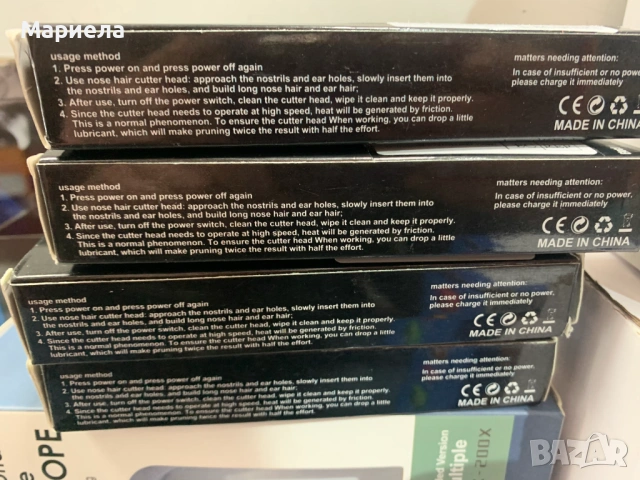 Мариела
usage method
1. Press power on and press power off again
2. Use nose hair cutter head: approach the nostrils and ear holes, slowly insert them into
the nostrils and ear holes, and build long nose hair and ear hair;
3. After use, turn off the power switch, clean the cutter head, wipe it clean and keep it properly.
4. Since the cutter head needs to operate at high speed, heat will be generated by friction.
This is a normal phenomenon. To ensure the cutter head When working, you can drop a little
lubricant, which will make pruning twice the result with half the effort.
matters needing attention:
In case of insufficient or no power,
please charge it immediately
CE
MADE IN CHINA
usage method
1. Press power on and press power off again
2. Use nose hair cutter head: approach the nostrils and ear holes, slowly insert them into
the nostrils and ear holes, and build long nose hair and ear hair;
3. After use, turn off the power switch, clean the cutter head, wipe it clean and keep it properly.
4. Since the cutter head needs to operate at high speed, heat will be generated by friction.
This is a normal phenomenon. To ensure the cutter head When working, you can drop a little
lubricant, which will make pruning twice the result with half the effort.
matters needing attention:
In case of insufficient or no power,
please charge it immediately
CE
MADE IN CHINA
usage method
1. Press power on and press power off again
2. Use nose hair cutter head: approach the nostrils and ear holes, slowly insert them into
the nostrils and ear holes, and build long nose hair and ear hair;
3. After use, turn off the power switch, clean the cutter head, wipe it clean and keep it properly.
4. Since the cutter head needs to operate at high speed, heat will be generated by friction.
This is a normal phenomenon. To ensure the cutter head When working, you can drop a little
lubricant, which will make pruning twice the result with half the effort.
matters needing attention:
In case of insufficient or no power,
please charge it immediately
CE
MADE IN CHINA
usage method
1. Press power on and press power off again
2. Use nose hair cutter head: approach the nostrils and ear holes, slowly insert them into
the nostrils and ear holes, and build long nose hair and ear hair;
3. After use, turn off the power switch, clean the cutter head, wipe it clean and keep it properly.
4. Since the cutter head needs to operate at high speed, heat will be generated by friction.
This is a normal phenomenon. To ensure the cutter head When working, you can drop a little
lubricant, which will make pruning twice the result with half the effort.
matters needing attention:
In case of insufficient or no power,
please charge it immediately
CE
MADE IN CHINA
OPE
Version
ultiple
-500X
BAZAR